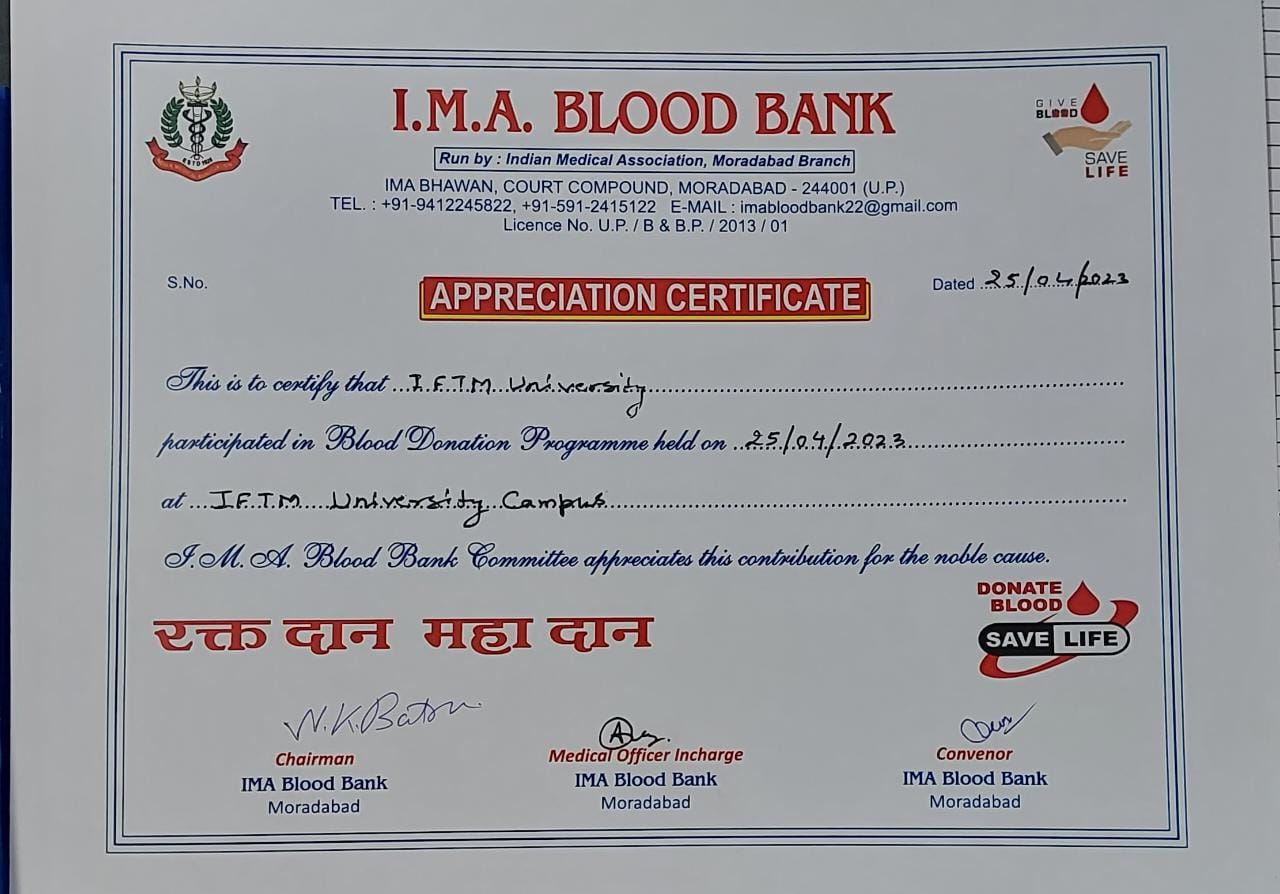 I.M.A. BLOOD BANK
Run by : Indian Medical Association, Moradabad Branch
IMA BHAWAN, COURT COMPOUND, MORADABAD - 244001 (U.P.)
TEL. : +91-9412245822, +91-591-2415122 E-MAIL : imabloodbank22@gmail.com
Licence No. U.P. / B & B.P. / 2013 / 01
GIVE
BLOOD
SAVE
LIFE
S.No.
Dated 25/04/2023
APPRECIATION CERTIFICATE
This is to certify that I.F.T.M. University
participated in Blood Donation Programme held on 25/04/2023
at IFTM University Campus
I.M.A. Blood Bank Committee appreciates this contribution for the noble cause.
रक्त दान महा दान
DONATE
BLOOD
SAVE LIFE
Chairman
IMA Blood Bank
Moradabad
Medical Officer Incharge
IMA Blood Bank
Moradabad
Convenor
IMA Blood Bank
Moradabad